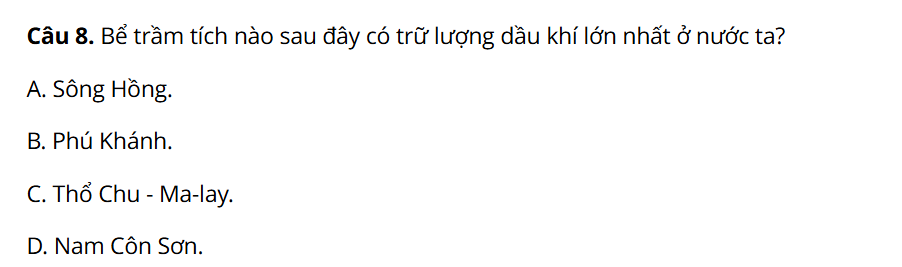 Câu 8. Bể trầm tích nào sau đây có trữ lượng dầu khí lớn nhất ở nước ta?
A. Sông Hồng.
B. Phú Khánh.
C. Thổ Chu - Ma-lay.
D. Nam Côn Sơn.